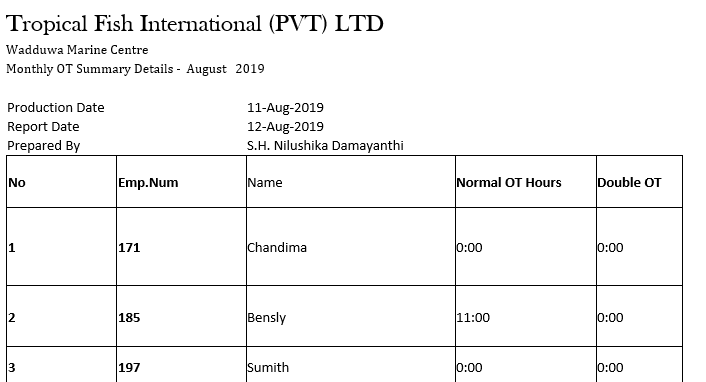 Tropical Fish International (PVT) LTD
Wadduwa Marine Centre
Monthly OT Summary Details - August 2019
Production Date 11-Aug-2019
Report Date 12-Aug-2019
Prepared By S.H. Nilushika Damayanthi
No Emp.Num Name Normal OT Hours Double OT
1 171 Chandima 0:00 0:00
2 185 Bensly 11:00 0:00
3 197 Sumith 0:00 0:00